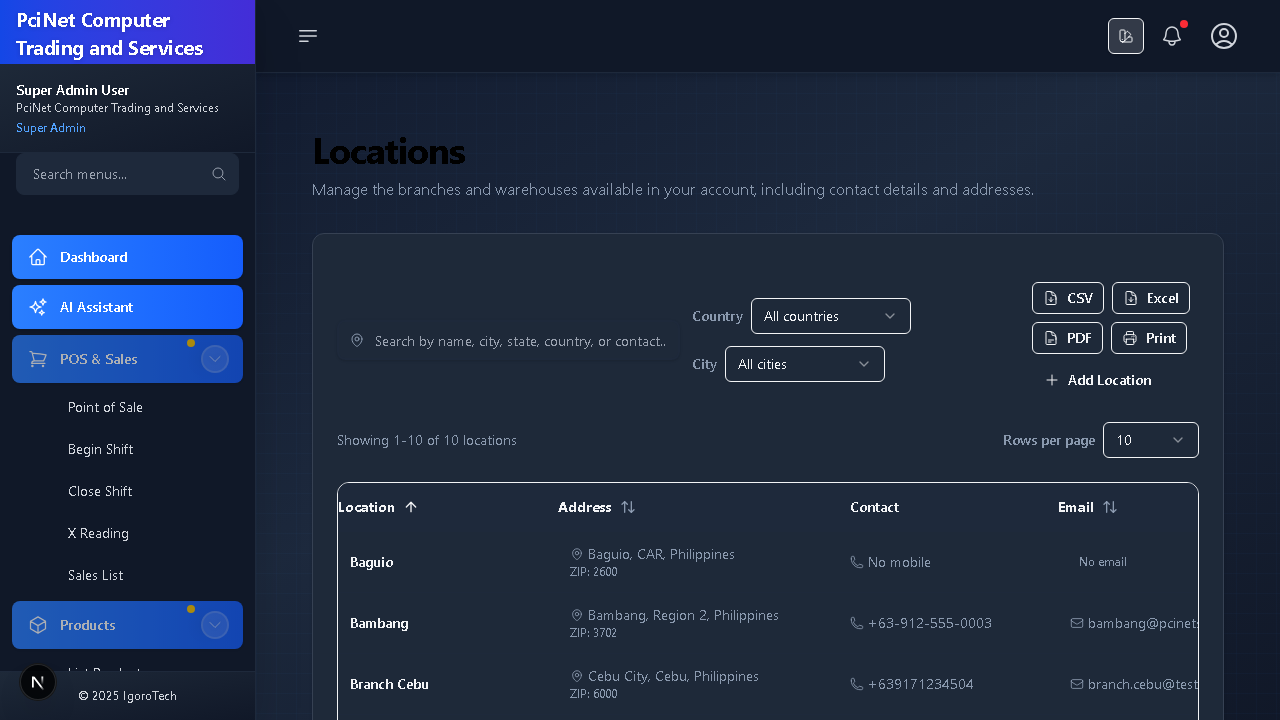 PciNet Computer
Trading and Services
Super Admin User
PciNet Computer Trading and Services
Super Admin
Search menus...
Dashboard
AI Assistant
POS & Sales
Point of Sale
Begin Shift
Close Shift
X Reading
Sales List
Products
N
© 2025 IgoroTech
Locations
Manage the branches and warehouses available in your account, including contact details and addresses.
Search by name, city, state, country, or contact..
Country All countries
City All cities
CSV Excel
PDF Print
Add Location
Showing 1-10 of 10 locations
Rows per page 10
Location Address Contact Email
Baguio Baguio, CAR, Philippines No mobile No email
ZIP: 2600
Bambang Bambang, Region 2, Philippines +63-912-555-0003 bambang@pcinets
ZIP: 3702
Branch Cebu Cebu City, Cebu, Philippines +639171234504 branch.cebu@test
ZIP: 6000